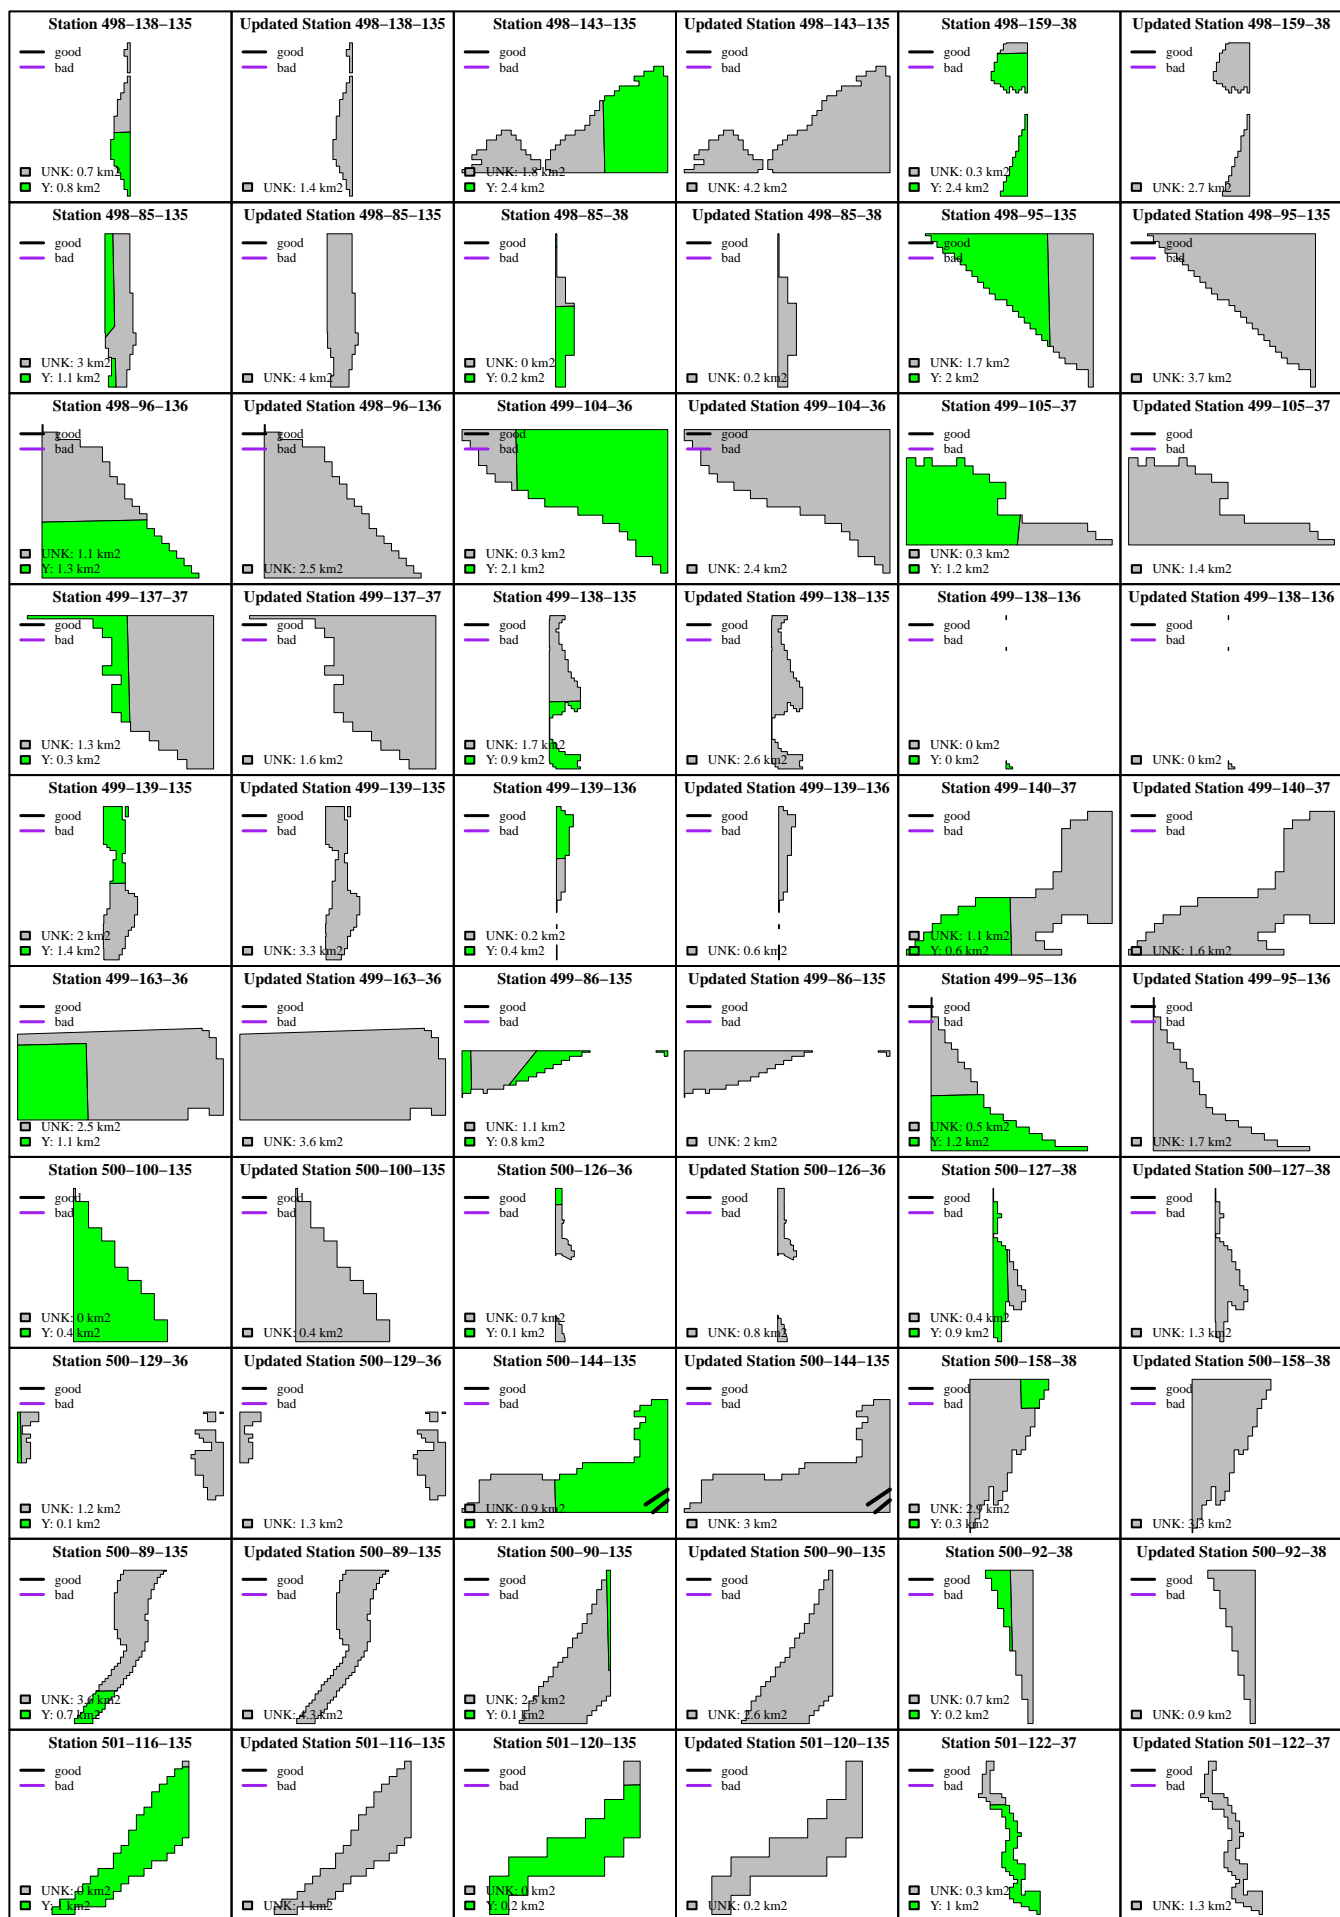 Station 498–138–135
good
bad
UNK: 0.7 km2
Y: 0.8 km2
Updated Station 498–138–135
good
bad
UNK: 1.4 km2
Station 498–143–135
good
bad
UNK: 1.8 km2
Y: 2.4 km2
Updated Station 498–143–135
good
bad
UNK: 4.2 km2
Station 498–159–38
good
bad
UNK: 0.3 km2
Y: 2.4 km2
Updated Station 498–159–38
good
bad
UNK: 2.7 km2
Station 498–85–135
good
bad
UNK: 3 km2
Y: 1.1 km2
Updated Station 498–85–135
good
bad
UNK: 4 km2
Station 498–85–38
good
bad
UNK: 0 km2
Y: 0.2 km2
Updated Station 498–85–38
good
bad
UNK: 0.2 km2
Station 498–95–135
good
bad
UNK: 1.7 km2
Y: 2 km2
Updated Station 498–95–135
good
bad
UNK: 3.7 km2
Station 498–96–136
good
bad
UNK: 1.1 km2
Y: 1.3 km2
Updated Station 498–96–136
good
bad
UNK: 2.5 km2
Station 499–104–36
good
bad
UNK: 0.3 km2
Y: 2.1 km2
Updated Station 499–104–36
good
bad
UNK: 2.4 km2
Station 499–105–37
good
bad
UNK: 0.3 km2
Y: 1.2 km2
Updated Station 499–105–37
good
bad
UNK: 1.4 km2
Station 499–137–37
good
bad
UNK: 1.3 km2
Y: 0.3 km2
Updated Station 499–137–37
good
bad
UNK: 1.6 km2
Station 499–138–135
good
bad
UNK: 1.7 km2
Y: 0.9 km2
Updated Station 499–138–135
good
bad
UNK: 2.6 km2
Station 499–138–136
good
bad
UNK: 0 km2
Y: 0 km2
Updated Station 499–138–136
good
bad
UNK: 0 km2
Station 499–139–135
good
bad
UNK: 2 km2
Y: 1.4 km2
Updated Station 499–139–135
good
bad
UNK: 3.3 km2
Station 499–139–136
good
bad
UNK: 0.2 km2
Y: 0.4 km2
Updated Station 499–139–136
good
bad
UNK: 0.6 km2
Station 499–140–37
good
bad
UNK: 1.1 km2
Y: 0.6 km2
Updated Station 499–140–37
good
bad
UNK: 1.6 km2
Station 499–163–36
good
bad
UNK: 2.5 km2
Y: 1.1 km2
Updated Station 499–163–36
good
bad
UNK: 3.6 km2
Station 499–86–135
good
bad
UNK: 1.1 km2
Y: 0.8 km2
Updated Station 499–86–135
good
bad
UNK: 2 km2
Station 499–95–136
good
bad
UNK: 0.5 km2
Y: 1.2 km2
Updated Station 499–95–136
good
bad
UNK: 1.7 km2
Station 500–100–135
good
bad
UNK: 0 km2
Y: 0.4 km2
Updated Station 500–100–135
good
bad
UNK: 0.4 km2
Station 500–126–36
good
bad
UNK: 0.7 km2
Y: 0.1 km2
Updated Station 500–126–36
good
bad
UNK: 0.8 km2
Station 500–127–38
good
bad
UNK: 0.4 km2
Y: 0.9 km2
Updated Station 500–127–38
good
bad
UNK: 1.3 km2
Station 500–129–36
good
bad
UNK: 1.2 km2
Y: 0.1 km2
Updated Station 500–129–36
good
bad
UNK: 1.3 km2
Station 500–144–135
good
bad
UNK: 0.9 km2
Y: 2.1 km2
Updated Station 500–144–135
good
bad
UNK: 3 km2
Station 500–158–38
good
bad
UNK: 2.9 km2
Y: 0.3 km2
Updated Station 500–158–38
good
bad
UNK: 3.3 km2
Station 500–89–135
good
bad
UNK: 3.6 km2
Y: 0.7 km2
Updated Station 500–89–135
good
bad
UNK: 4.3 km2
Station 500–90–135
good
bad
UNK: 2.5 km2
Y: 0.1 km2
Updated Station 500–90–135
good
bad
UNK: 2.6 km2
Station 500–92–38
good
bad
UNK: 0.7 km2
Y: 0.2 km2
Updated Station 500–92–38
good
bad
UNK: 0.9 km2
Station 501–116–135
good
bad
UNK: 0 km2
Y: 1 km2
Updated Station 501–116–135
good
bad
UNK: 1 km2
Station 501–120–135
good
bad
UNK: 0 km2
Y: 0.2 km2
Updated Station 501–120–135
good
bad
UNK: 0.2 km2
Station 501–122–37
good
bad
UNK: 0.3 km2
Y: 1 km2
Updated Station 501–122–37
good
bad
UNK: 1.3 km2